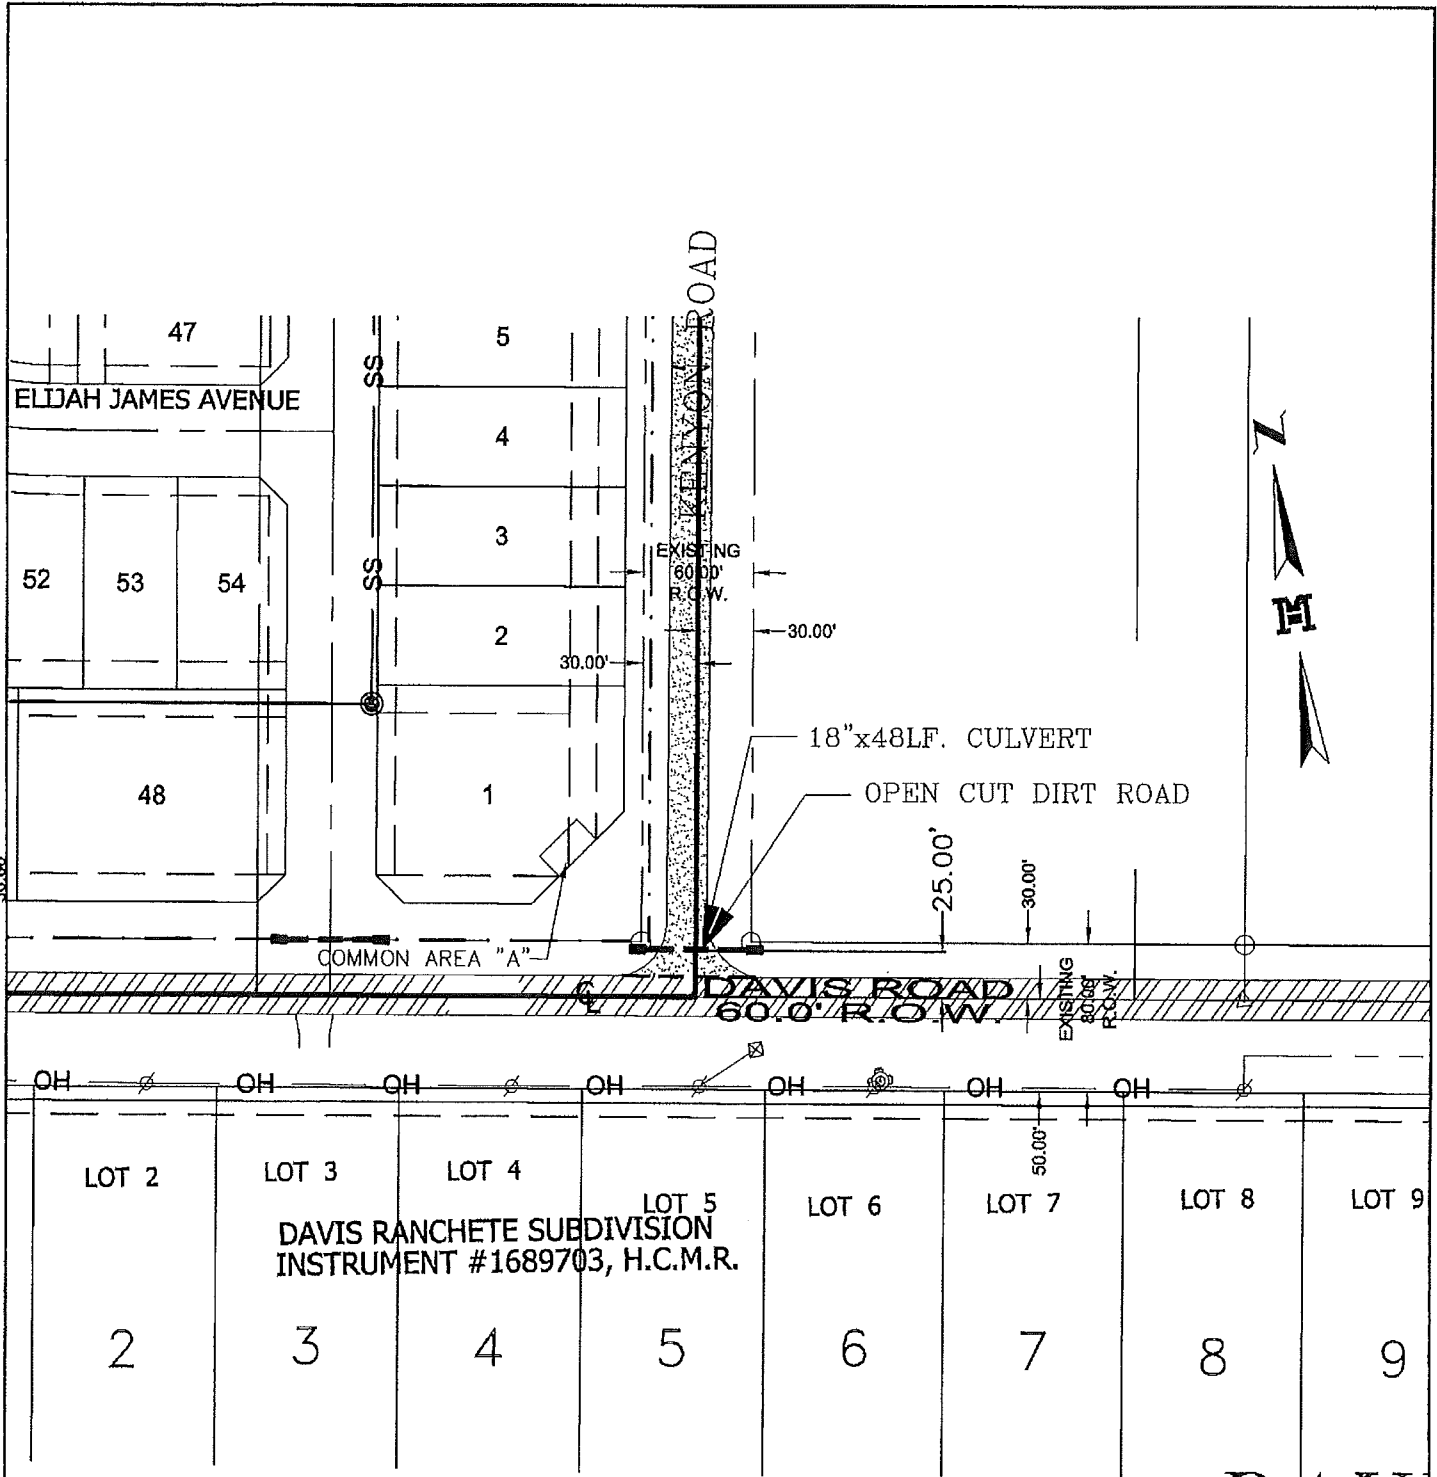 KENYON ROAD
47
5
ELIJAH JAMES AVENUE
SS
4
3
EXISTING
60.00'
R.O.W.
52
53
54
SS
2
30.00'
30.00'
N
18"x48LF. CULVERT
48
1
OPEN CUT DIRT ROAD
25.00'
30.00'
COMMON AREA "A"
DAVIS ROAD
60.0' R.O.W.
EXISTING
80.00'
R.O.W.
OH
OH
OH
OH
OH
OH
OH
50.00'
LOT 2
LOT 3
LOT 4
LOT 5
LOT 6
LOT 7
LOT 8
LOT 9
DAVIS RANCHETE SUBDIVISION
INSTRUMENT #1689703, H.C.M.R.
2
3
4
5
6
7
8
9